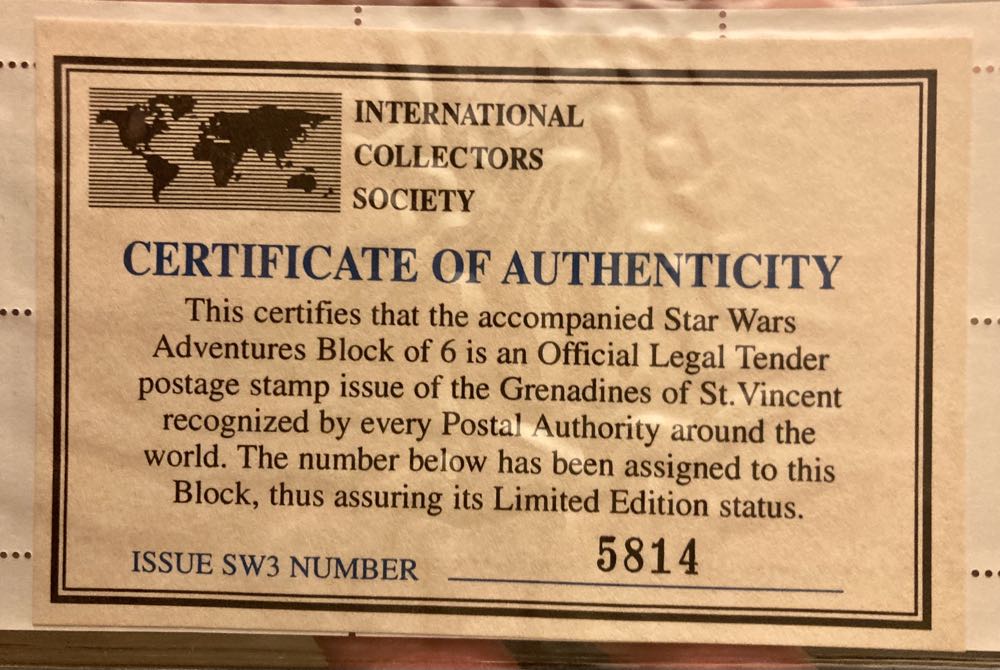 INTERNATIONAL
COLLECTORS
SOCIETY
CERTIFICATE OF AUTHENTICITY
This certifies that the accompanied Star Wars
Adventures Block of 6 is an Official Legal Tender
postage stamp issue of the Grenadines of St. Vincent
recognized by every Postal Authority around the
world. The number below has been assigned to this
Block, thus assuring its Limited Edition status.
ISSUE SW3 NUMBER 5814